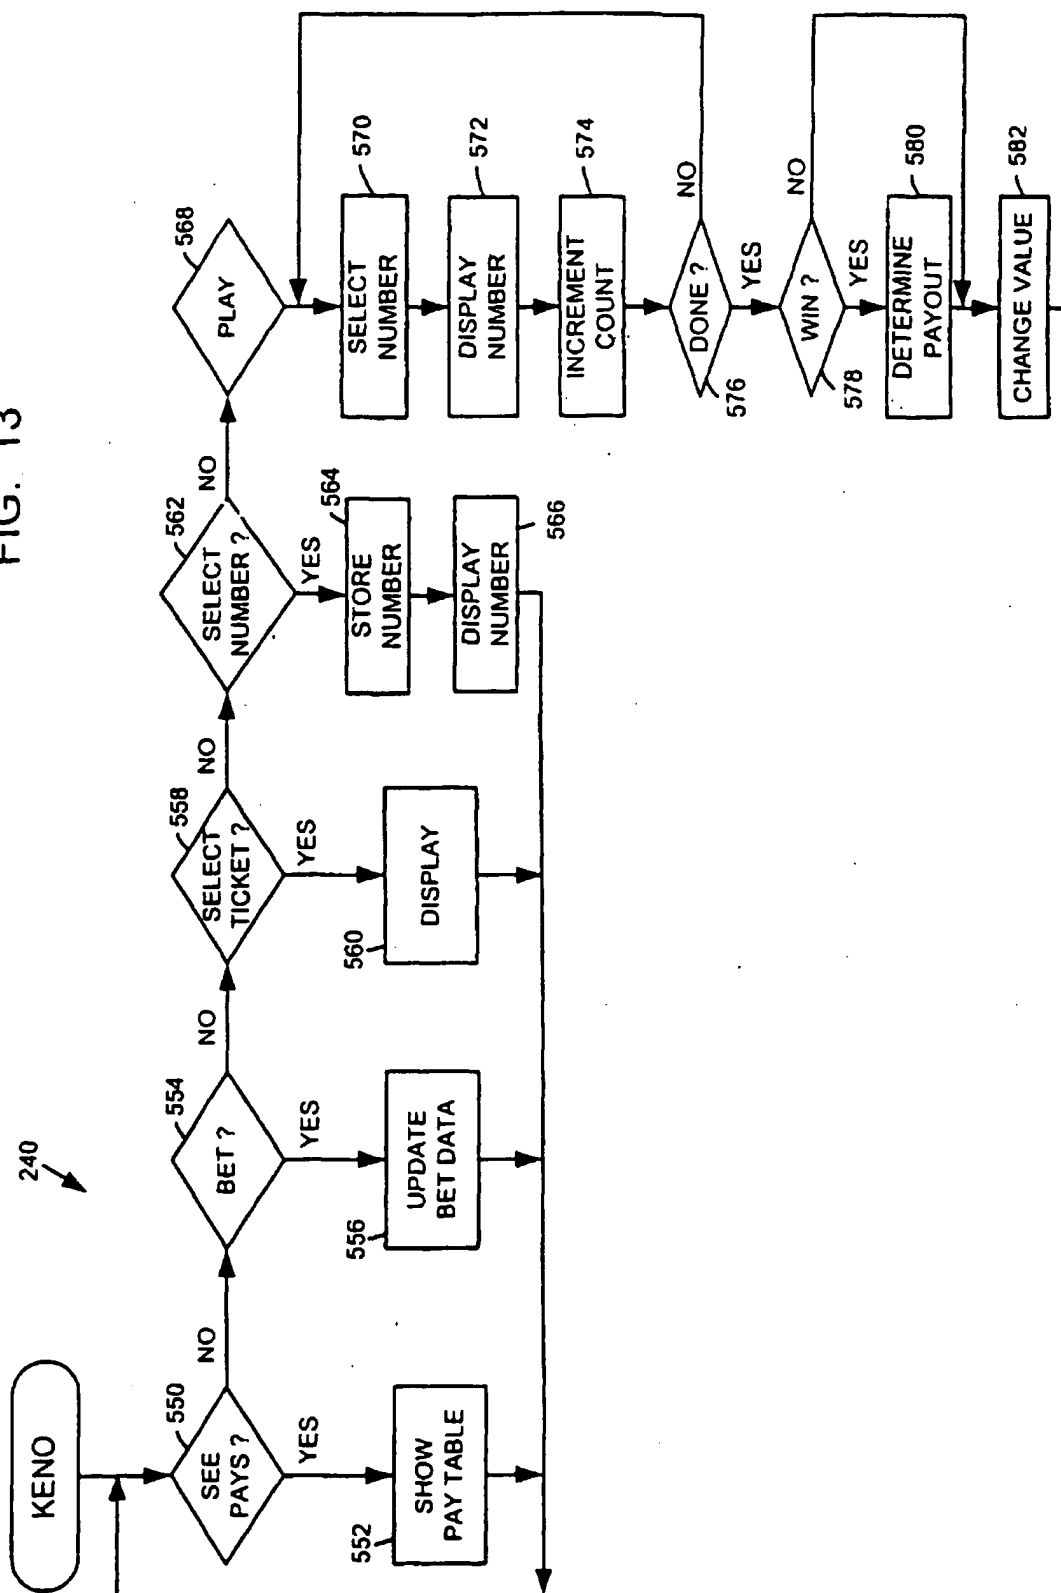 FIG. 13
240
KENO
550
SEE
PAYS ?
NO
YES
552
SHOW
PAY TABLE
554
BET ?
NO
YES
556
UPDATE
BET DATA
558
SELECT
TICKET ?
NO
YES
560
DISPLAY
562
SELECT
NUMBER ?
NO
YES
564
STORE
NUMBER
566
DISPLAY
NUMBER
568
PLAY
570
SELECT
NUMBER
572
DISPLAY
NUMBER
574
INCREMENT
COUNT
576
DONE ?
NO
YES
578
WIN ?
NO
YES
580
DETERMINE
PAYOUT
582
CHANGE VALUE